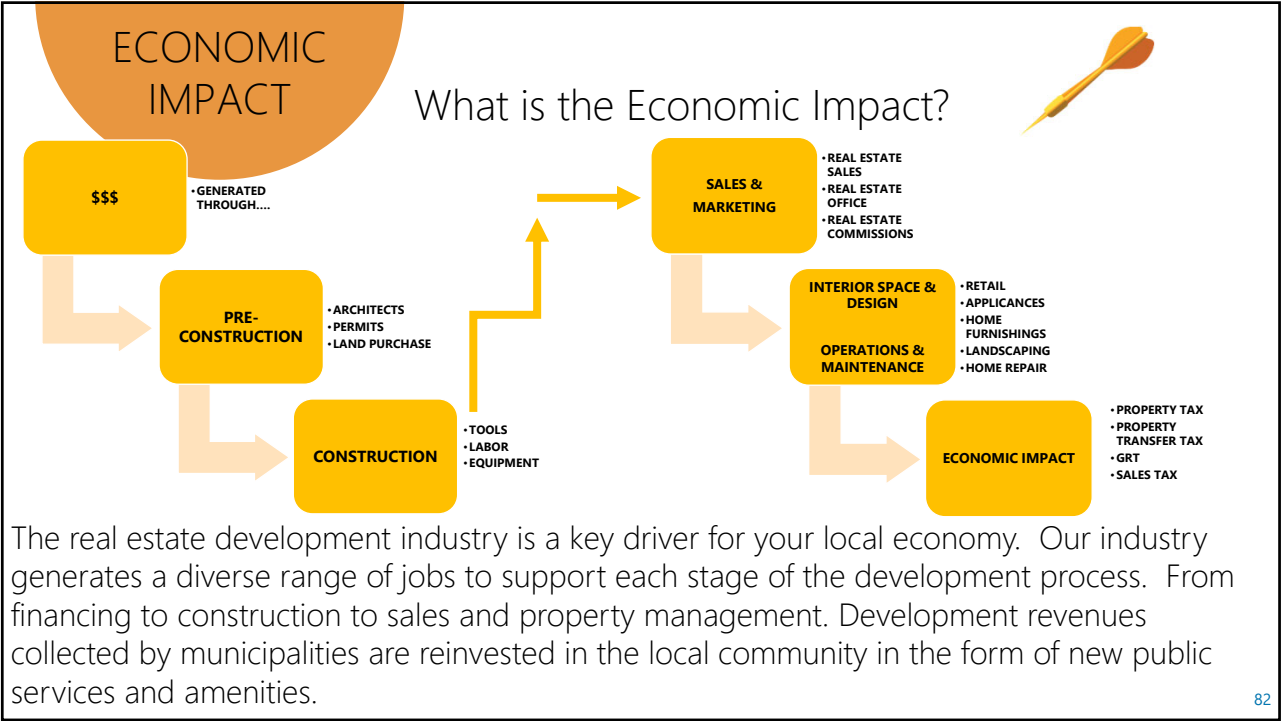 ECONOMIC
IMPACT
What is the Economic Impact?
$$$
•GENERATED
THROUGH....
PRE-
CONSTRUCTION
•ARCHITECTS
•PERMITS
•LAND PURCHASE
CONSTRUCTION
•TOOLS
•LABOR
•EQUIPMENT
SALES &
MARKETING
•REAL ESTATE
SALES
•REAL ESTATE
OFFICE
•REAL ESTATE
COMMISSIONS
INTERIOR SPACE &
DESIGN
OPERATIONS &
MAINTENANCE
•RETAIL
•APPLICANCES
•HOME
FURNISHINGS
•LANDSCAPING
•HOME REPAIR
ECONOMIC IMPACT
•PROPERTY TAX
•PROPERTY
TRANSFER TAX
•GRT
•SALES TAX
The real estate development industry is a key driver for your local economy.  Our industry
generates a diverse range of jobs to support each stage of the development process.  From
financing to construction to sales and property management. Development revenues
collected by municipalities are reinvested in the local community in the form of new public
services and amenities.
82